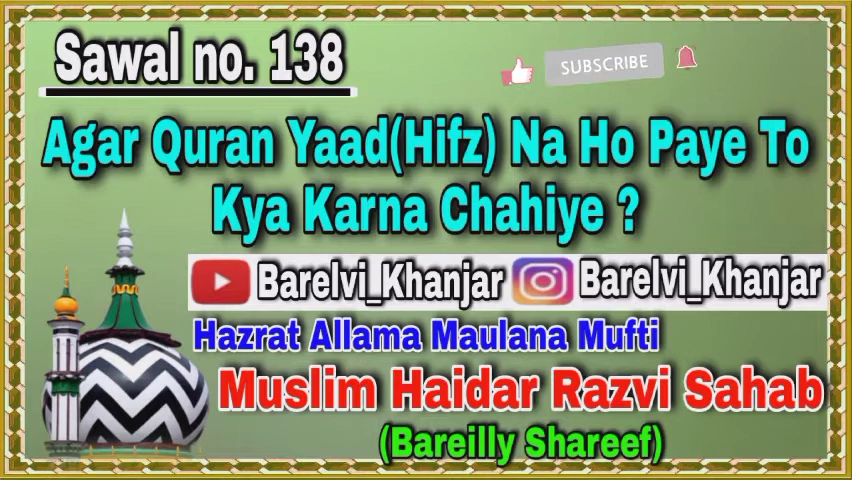 Sawal no. 138
SUBSCRIBE
Agar Quran Yaad(Hifz) Na Ho Paye To
Kya Karna Chahiye ?
Barelvi_Khanjar Barelvi_Khanjar
Hazrat Allama Maulana Mufti
Muslim Haidar Razvi Sahab
(Bareilly Shareef)